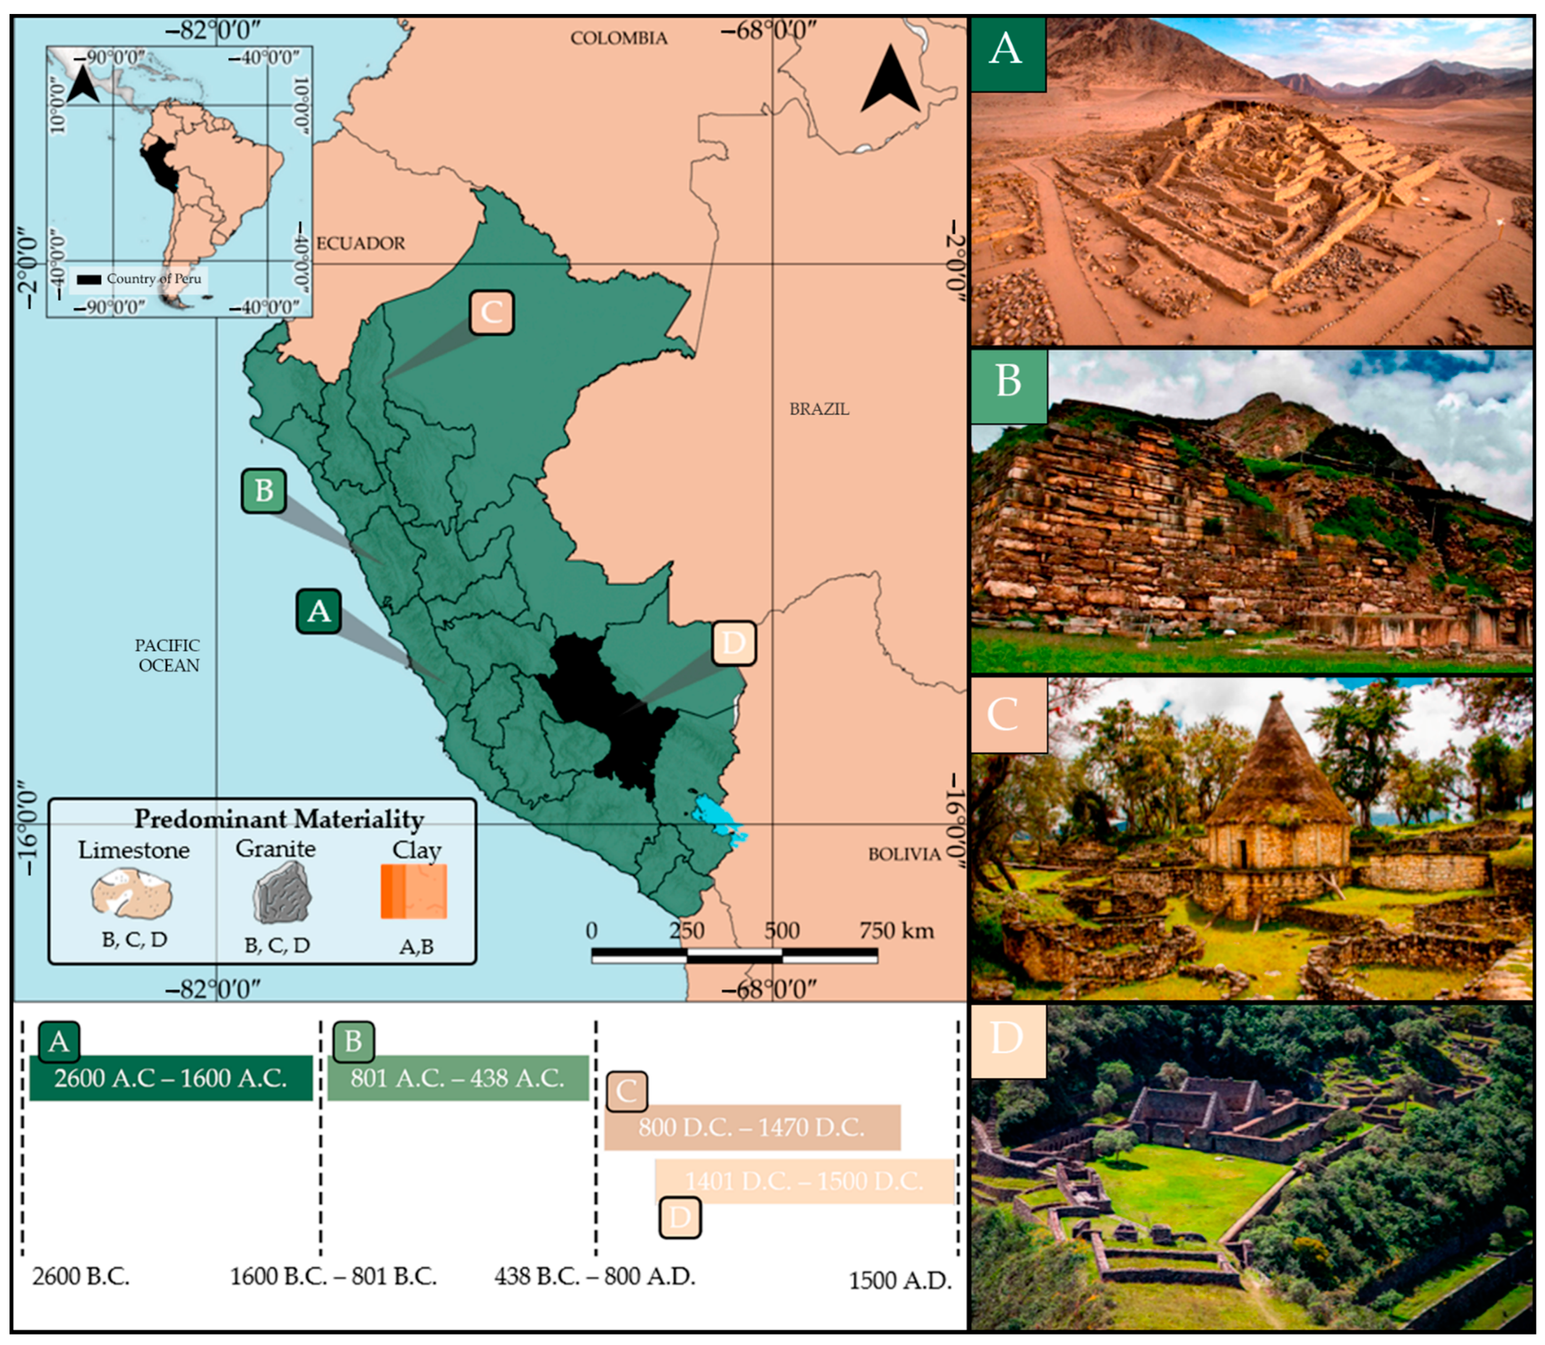 −82°0′0″
−68°0′0″
COLOMBIA
−90°0′0″
−40°0′0″
10°0′0″
10°0′0″
−40°0′0″
−40°0′0″
Country of Peru
−90°0′0″
−40°0′0″
ECUADOR
−2°0′0″
−2°0′0″
C
BRAZIL
B
A
PACIFIC
OCEAN
D
−16°0′0″
−16°0′0″
BOLIVIA
Predominant Materiality
Limestone Granite Clay
B, C, D B, C, D A,B
0 250 500 750 km
−82°0′0″
−68°0′0″
A
2600 A.C – 1600 A.C.
B
801 A.C. – 438 A.C.
C
800 D.C. – 1470 D.C.
1401 D.C. – 1500 D.C.
D
2600 B.C. 1600 B.C. – 801 B.C. 438 B.C. – 800 A.D. 1500 A.D.
A
B
C
D